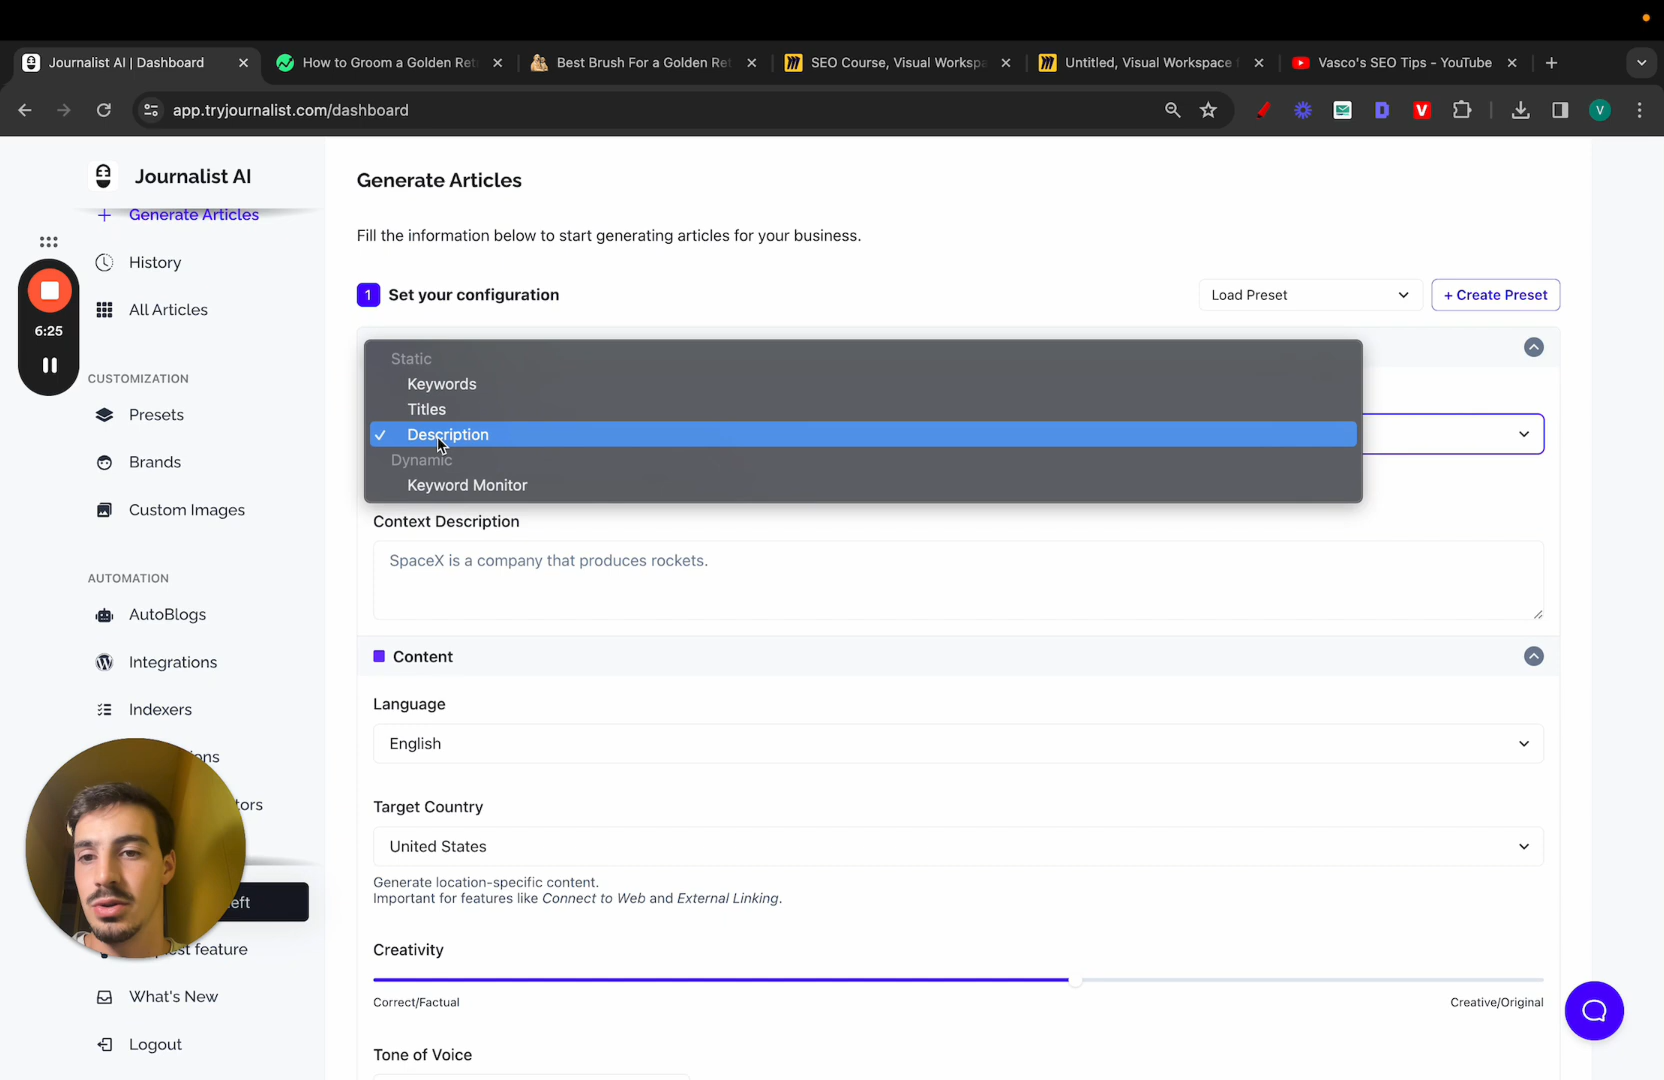 Journalist AI | Dashboard
How to Groom a Golden Ret
Best Brush For a Golden Ret
SEO Course, Visual Workspa
Untitled, Visual Workspace
Vasco's SEO Tips - YouTube
app.tryjournalist.com/dashboard
V
Journalist AI
Generate Articles
History
All Articles
6:25
CUSTOMIZATION
Presets
Brands
Custom Images
AUTOMATION
AutoBlogs
Integrations
Indexers
ons
tors
eft
st feature
What's New
Logout
Generate Articles
Fill the information below to start generating articles for your business.
1 Set your configuration
Load Preset
+ Create Preset
Static
Keywords
Titles
✓ Description
Dynamic
Keyword Monitor
Context Description
SpaceX is a company that produces rockets.
Content
Language
English
Target Country
United States
Generate location-specific content.
Important for features like Connect to Web and External Linking.
Creativity
Correct/Factual
Creative/Original
Tone of Voice